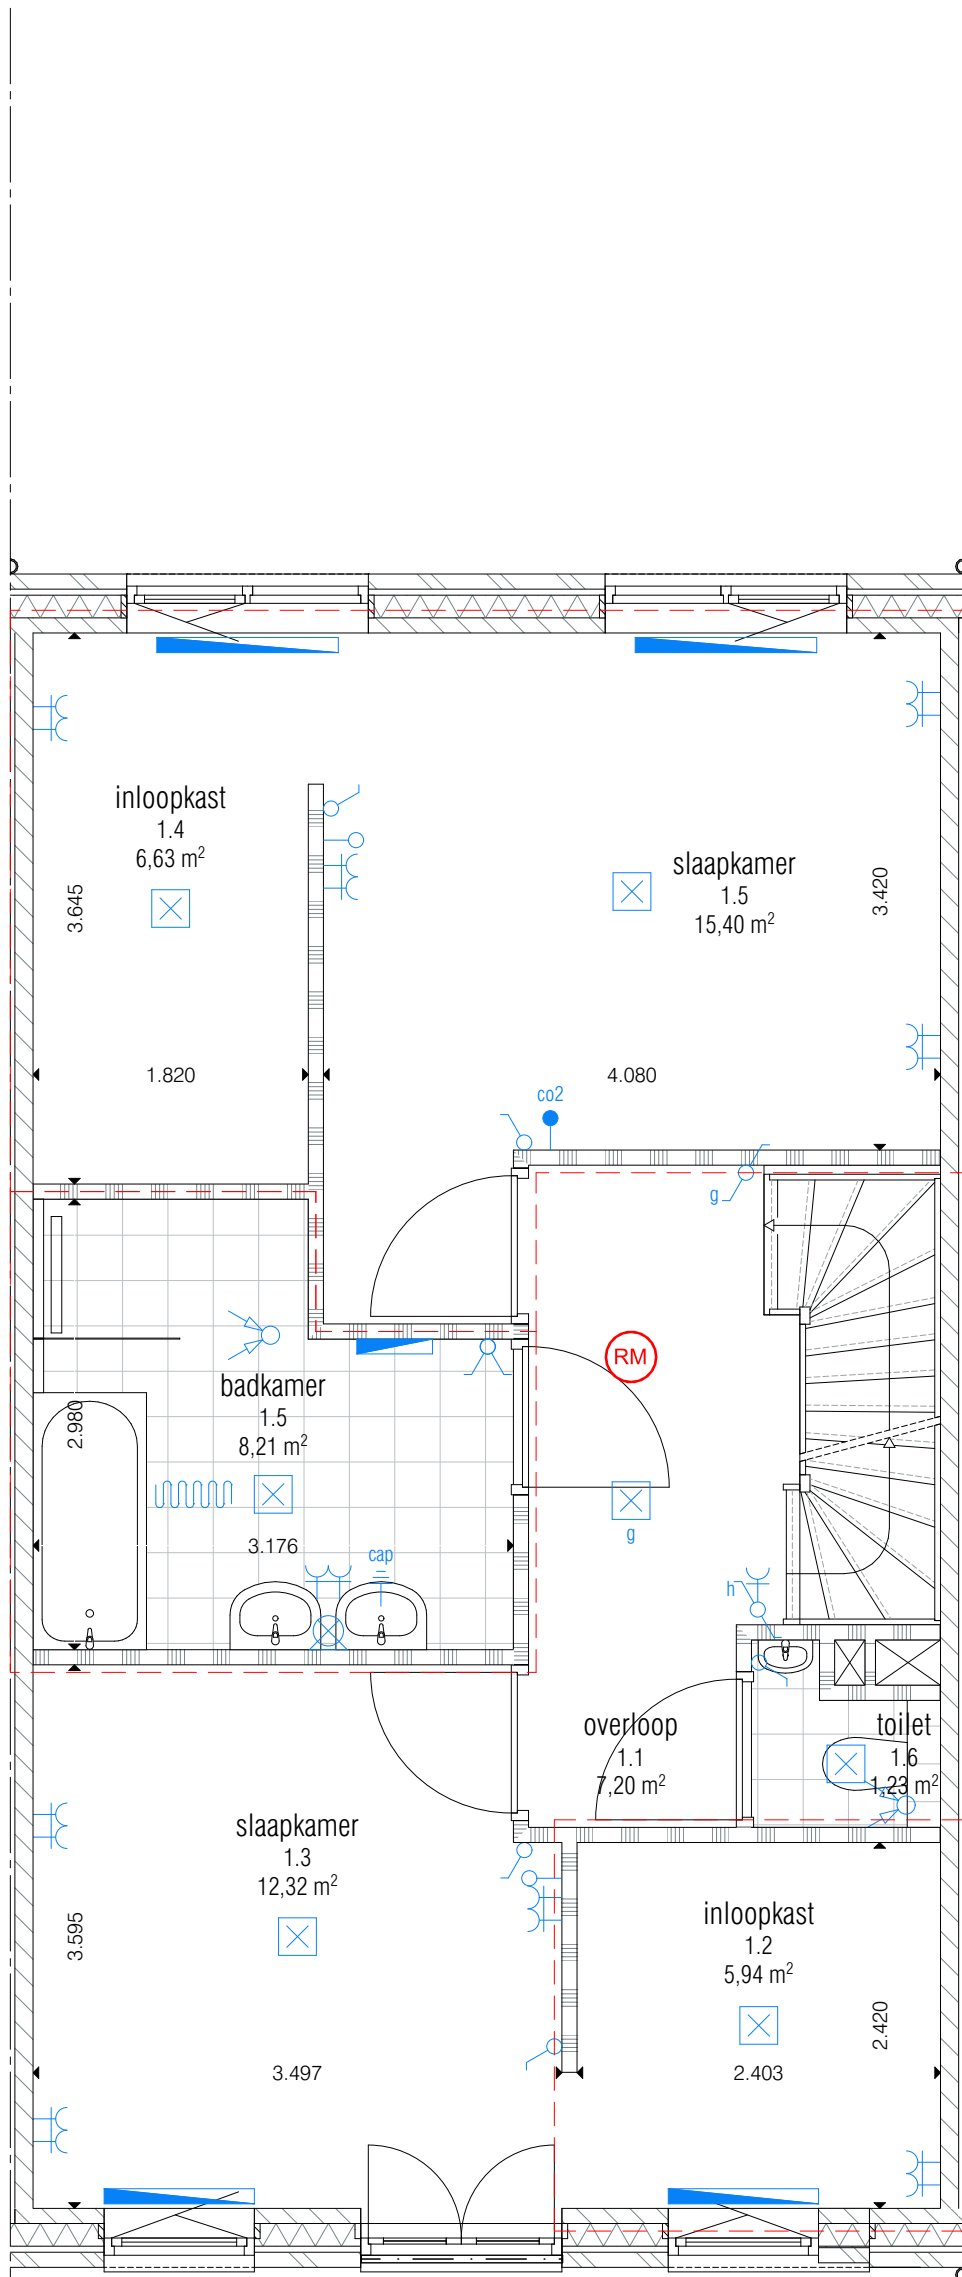 inloopkast
1.4
6,63 m²
slaapkamer
1.5
15,40 m²
3.645
3.420
1.820
4.080
co2
g
RM
badkamer
1.5
8,21 m²
2.980
3.176
g
cap
h
overloop
1.1
7,20 m²
toilet
1.6
1,23 m²
slaapkamer
1.3
12,32 m²
inloopkast
1.2
5,94 m²
3.595
2.420
3.497
2.403